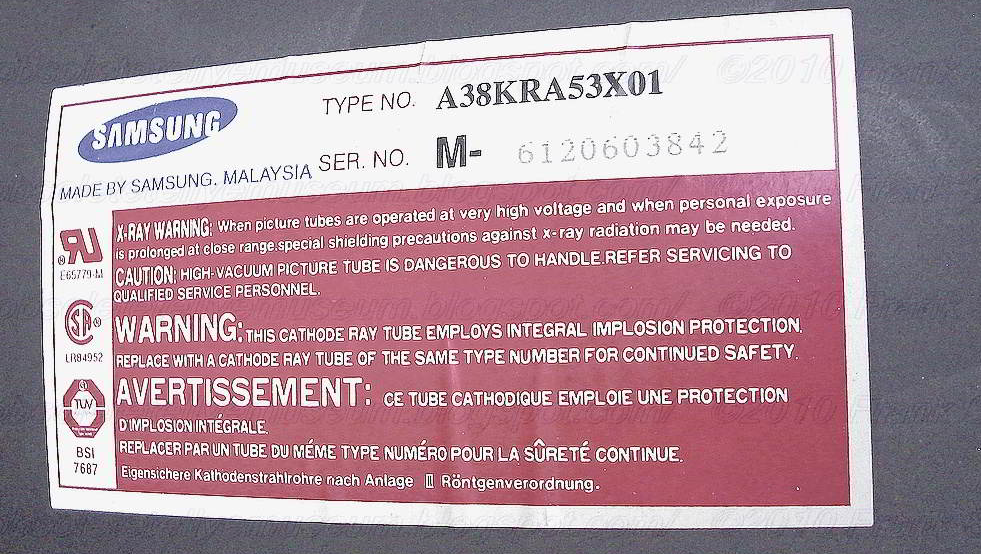 SAMSUNG
TYPE NO. A38KRA53X01
MADE BY SAMSUNG. MALAYSIA
SER. NO. M- 6120603842
X-RAY WARNING; When picture tubes are operated at very high voltage and when personal exposure
is prolonged at close range.special shielding precautions against x-ray radiation may be needed.
CAUTION; HIGH-VACUUM PICTURE TUBE IS DANGEROUS TO HANDLE.REFER SERVICING TO
QUALIFIED SERVICE PERSONNEL.
WARNING: THIS CATHODE RAY TUBE EMPLOYS INTEGRAL IMPLOSION PROTECTION.
REPLACE WITH A CATHODE RAY TUBE OF THE SAME TYPE NUMBER FOR CONTINUED SAFETY.
AVERTISSEMENT: CE TUBE CATHODIQUE EMPLOIE UNE PROTECTION
D'IMPLOSION INTÉGRALE.
REPLACER PAR UN TUBE DU MÉME TYPE NUMÉRO POUR LA SÛRETÉ CONTINUE.
Eigensichere Kathodenstrahlrohre nach Anlage III Röntgenverordnung.
E65779-M
LR84952
TUV
BSI
7687
©2010